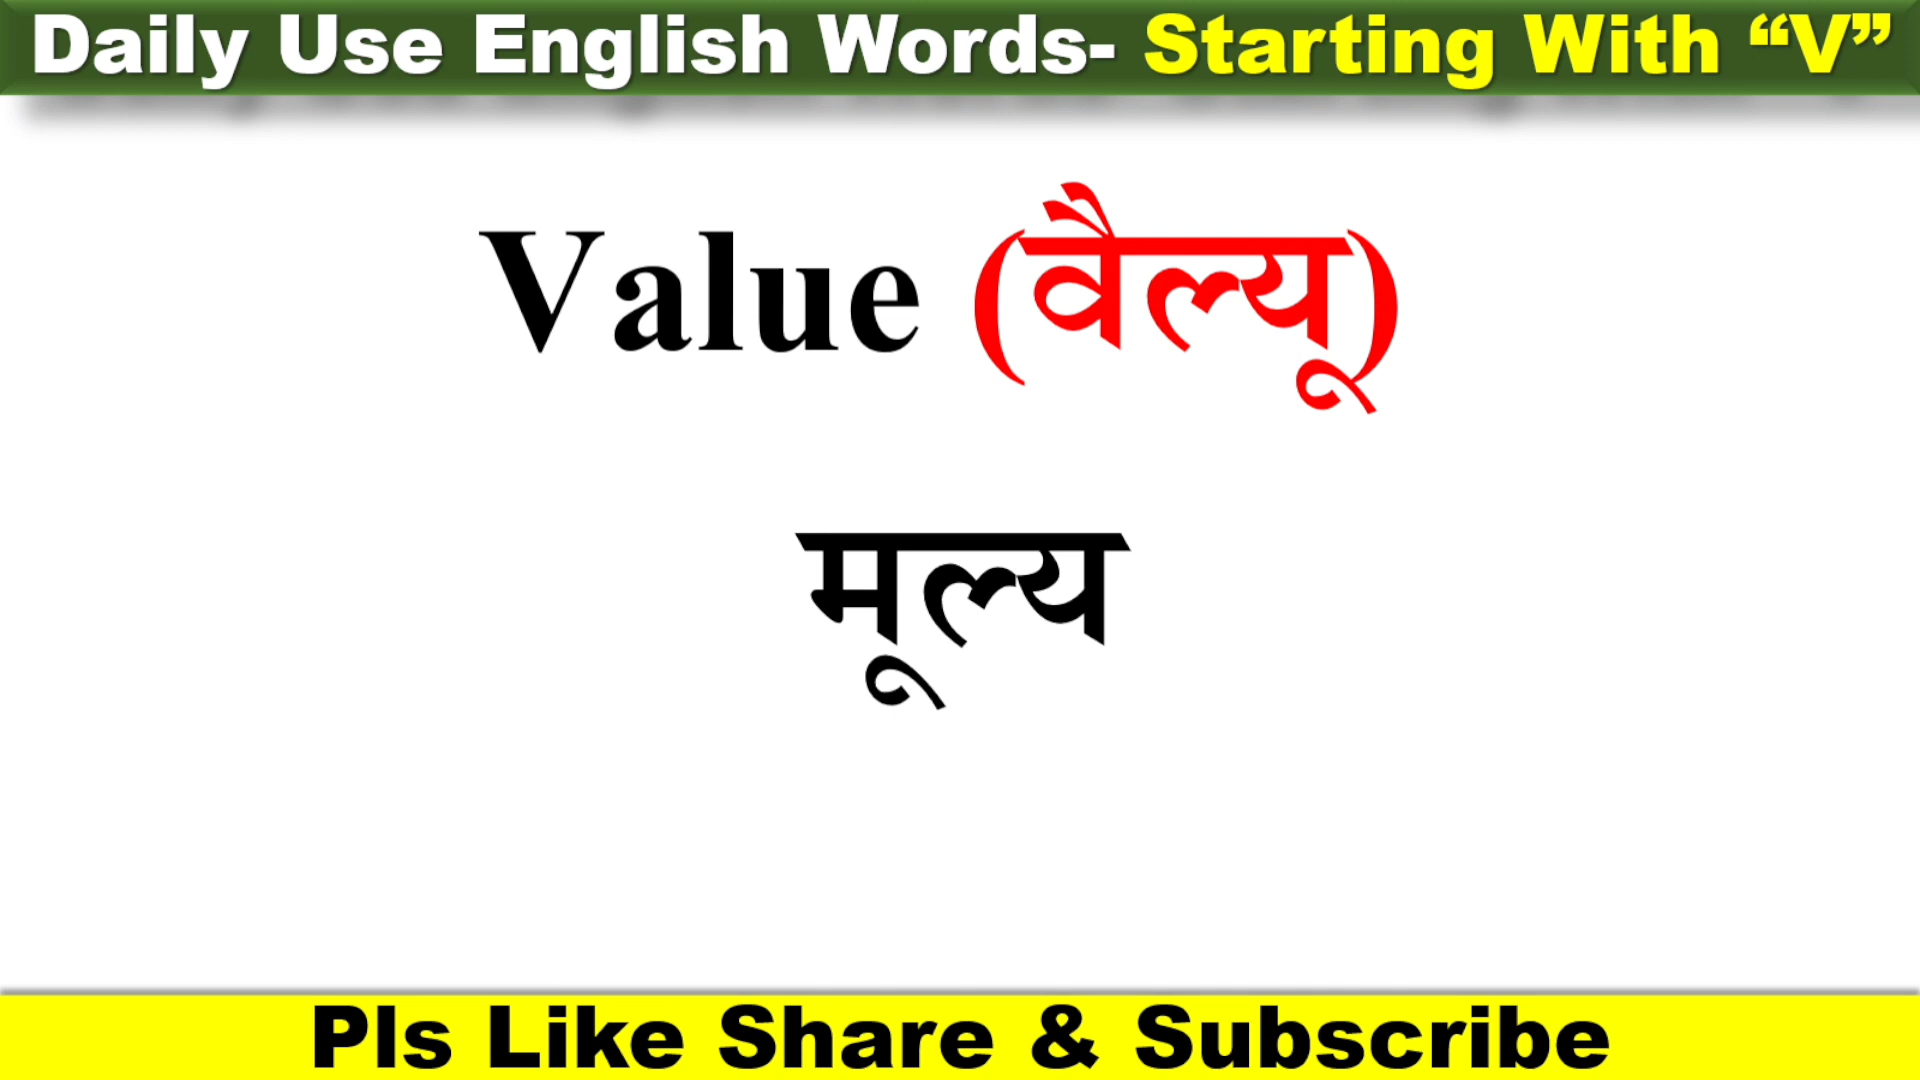 Daily Use English Words- Starting With “V”
Value (वैल्यू)
मूल्य
Pls Like Share & Subscribe